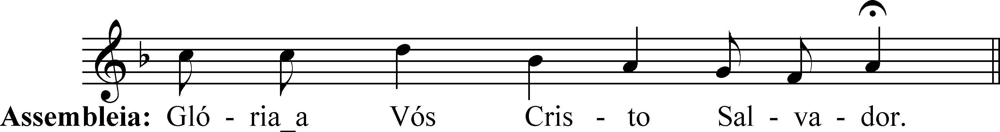 Assembleia: Gló - ria_a Vós Cris - to Sal - va - dor.